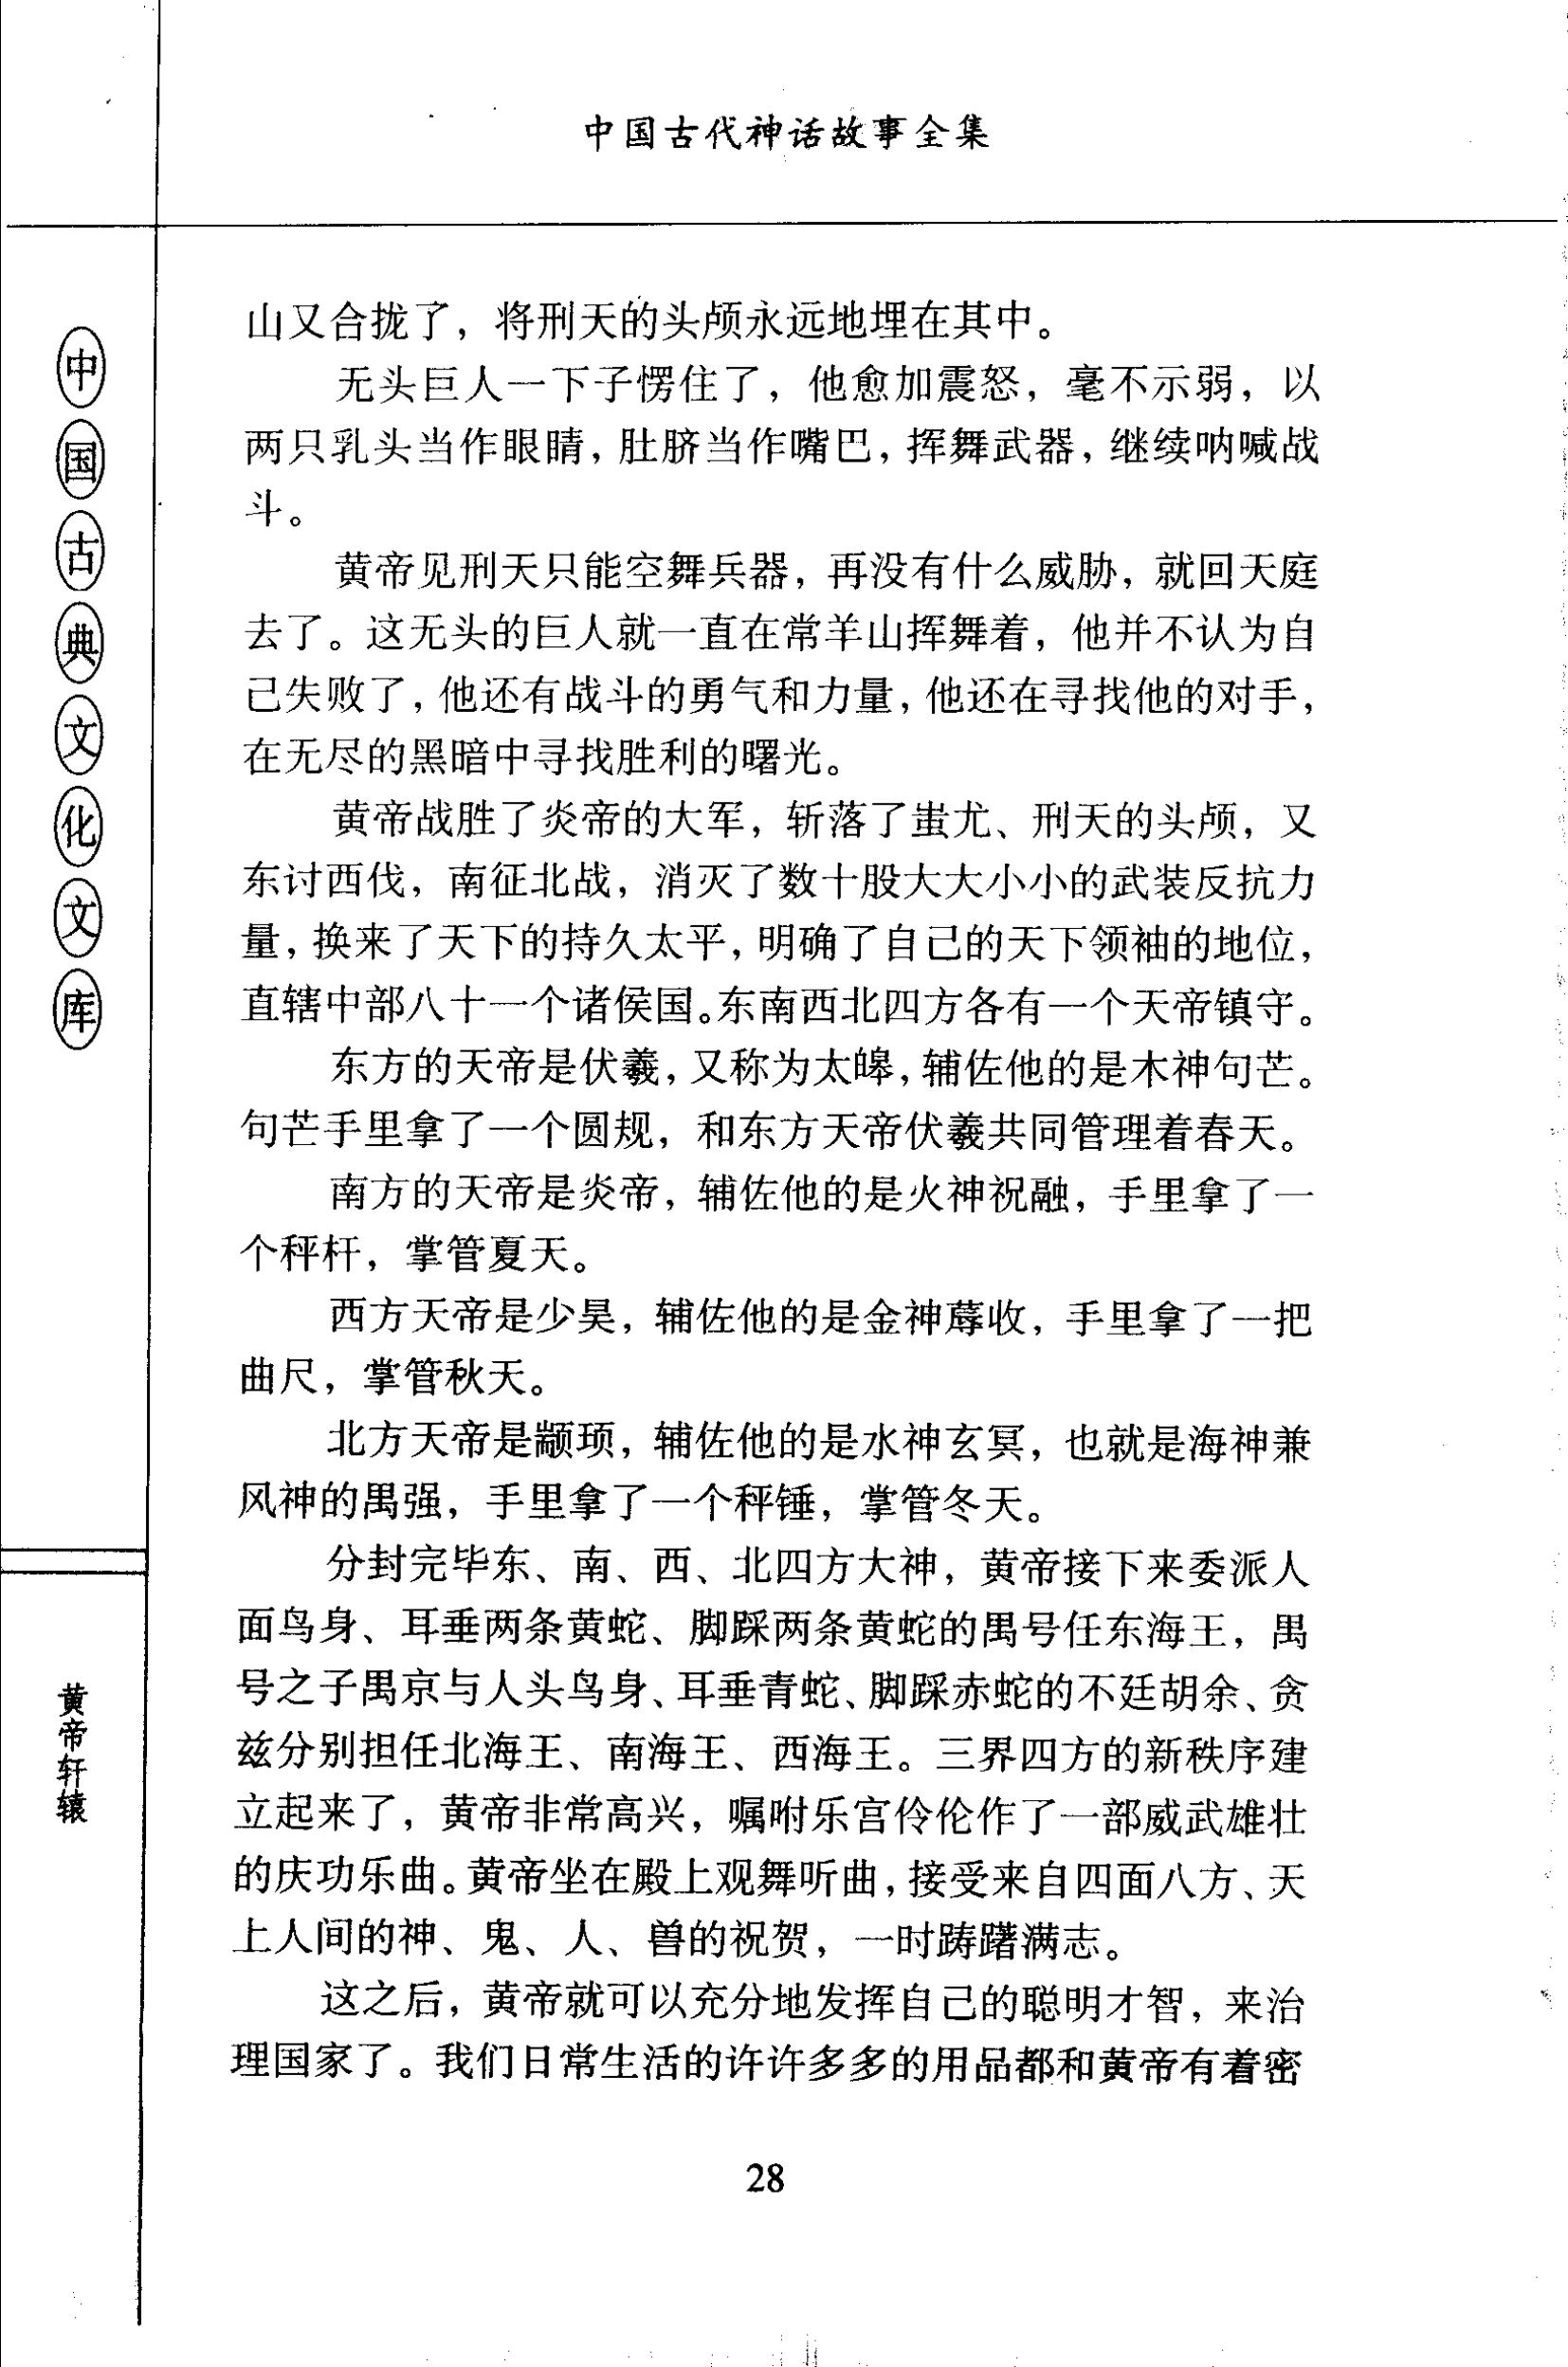 中国古代神话故事全集
中国古典文化文库
黄帝轩辕
山又合拢了，将刑天的头颅永远地埋在其中。
无头巨人一下子愣住了，他愈加震怒，毫不示弱，以
两只乳头当作眼睛，肚脐当作嘴巴，挥舞武器，继续呐喊战
斗。
黄帝见刑天只能空舞兵器，再没有什么威胁，就回天庭
去了。这无头的巨人就一直在常羊山挥舞着，他并不认为自
己失败了，他还有战斗的勇气和力量，他还在寻找他的对手，
在无尽的黑暗中寻找胜利的曙光。
黄帝战胜了炎帝的大军，斩落了蚩尤、刑天的头颅，又
东讨西伐，南征北战，消灭了数十股大大小小的武装反抗力
量，换来了天下的持久太平，明确了自己的天下领袖的地位，
直辖中部八十一个诸侯国。东南西北四方各有一个天帝镇守。
东方的天帝是伏羲，又称为太皞，辅佐他的是木神句芒。
句芒手里拿了一个圆规，和东方天帝伏羲共同管理着春天。
南方的天帝是炎帝，辅佐他的是火神祝融，手里拿了一
个秤杆，掌管夏天。
西方天帝是少昊，辅佐他的是金神蓐收，手里拿了一把
曲尺，掌管秋天。
北方天帝是颛顼，辅佐他的是水神玄冥，也就是海神兼
风神的禺强，手里拿了一个秤锤，掌管冬天。
分封完毕东、南、西、北四方大神，黄帝接下来委派人
面鸟身、耳垂两条黄蛇、脚踩两条黄蛇的禺号任东海王，禺
号之子禺京与人头鸟身、耳垂青蛇、脚踩赤蛇的不廷胡余、贪
兹分别担任北海王、南海王、西海王。三界四方的新秩序建
立起来了，黄帝非常高兴，嘱咐乐宫伶伦作了一部威武雄壮
的庆功乐曲。黄帝坐在殿上观舞听曲，接受来自四面八方、天
上人间的神、鬼、人、兽的祝贺，一时踌躇满志。
这之后，黄帝就可以充分地发挥自己的聪明才智，来治
理国家了。我们日常生活的许许多多的用品都和黄帝有着密
28